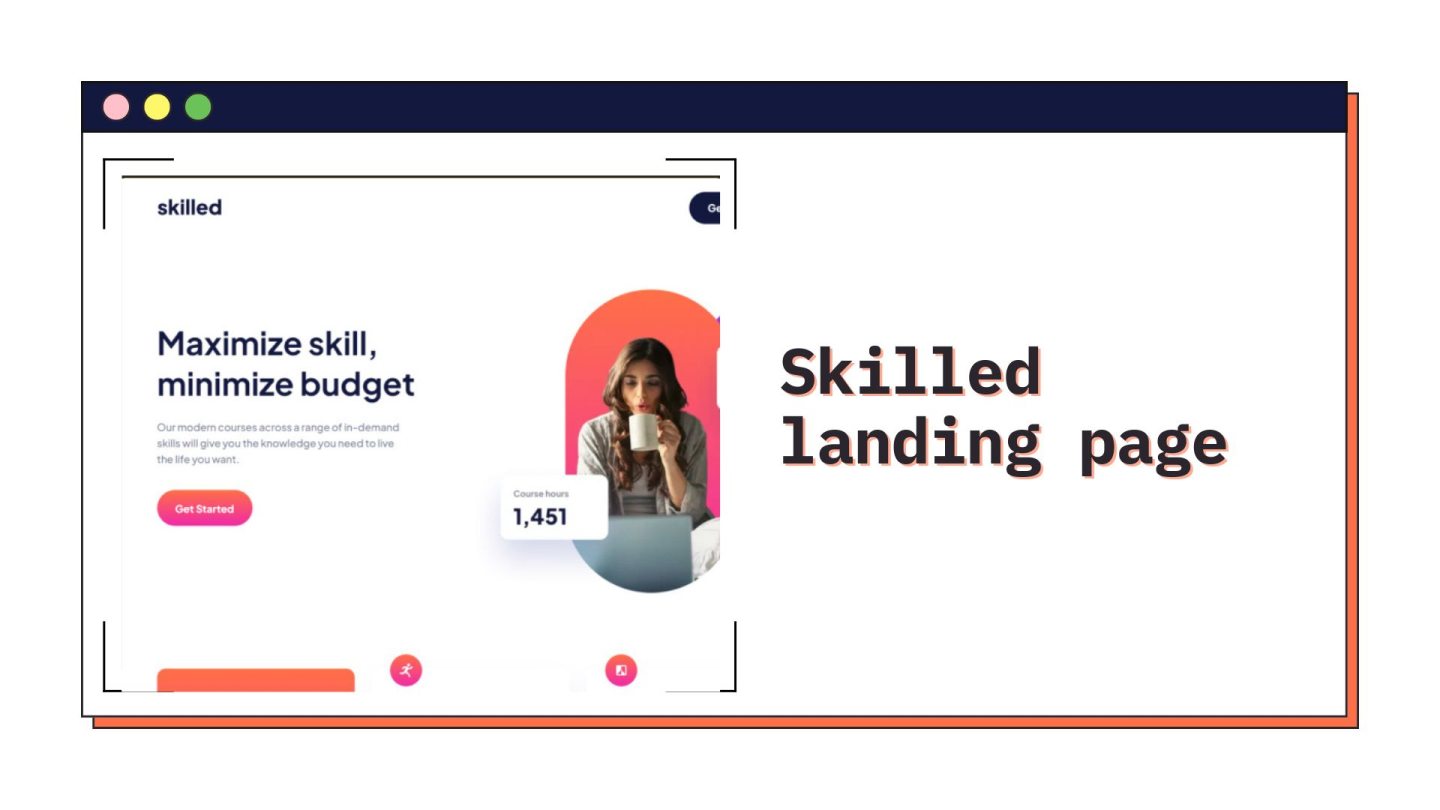 skilled
Maximize skill,
minimize budget
Our modern courses across a range of in-demand
skills will give you the knowledge you need to live
the life you want.
Get Started
Course hours
1,451
Skilled
landing page